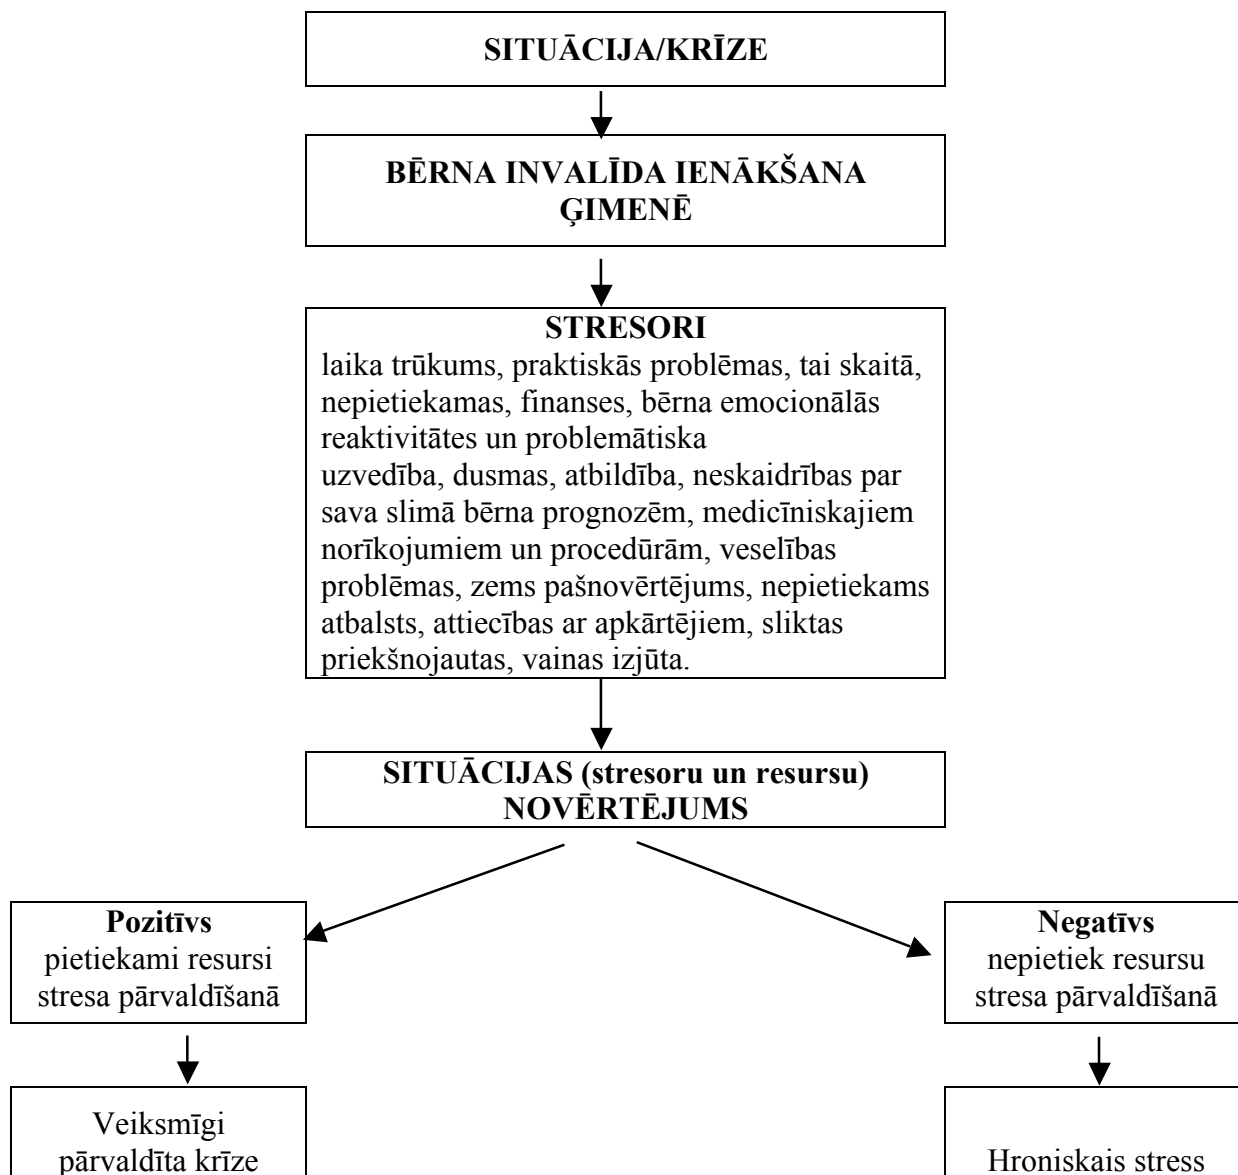 SITUĀCIJA/KRĪZE
BĒRNA INVALĪDA IENĀKŠANA
ĢIMENĒ
STRESORI
laika trūkums, praktiskās problēmas, tai skaitā,
nepietiekamas, finanses, bērna emocionālās
reaktivitātes un problemātiska
uzvedība, dusmas, atbildība, neskaidrības par
sava slimā bērna prognozēm, medicīniskajiem
norīkojumiem un procedūrām, veselības
problēmas, zems pašnovērtējums, nepietiekams
atbalsts, attiecības ar apkārtējiem, sliktas
priekšnojautas, vainas izjūta.
SITUĀCIJAS (stresoru un resursu)
NOVĒRTĒJUMS
Pozitīvs
pietiekami resursi
stresa pārvaldīšanā
Negatīvs
nepietiek resursu
stresa pārvaldīšanā
Veiksmīgi
pārvaldīta krīze
Hroniskais stress